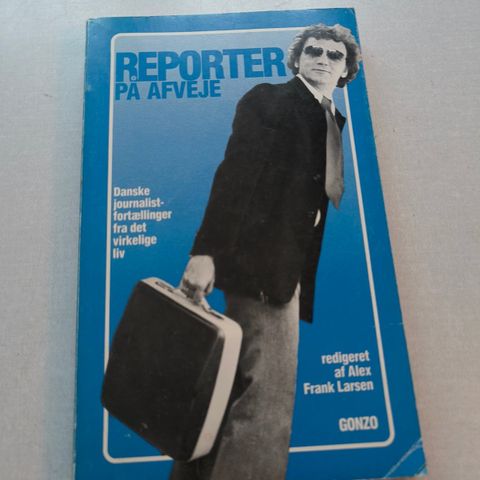 REPORTER
PÅ AFVEJE
Danske
journalist-
fortællinger
fra det
virkelige
liv
redigeret
af Alex
Frank Larsen
GONZO